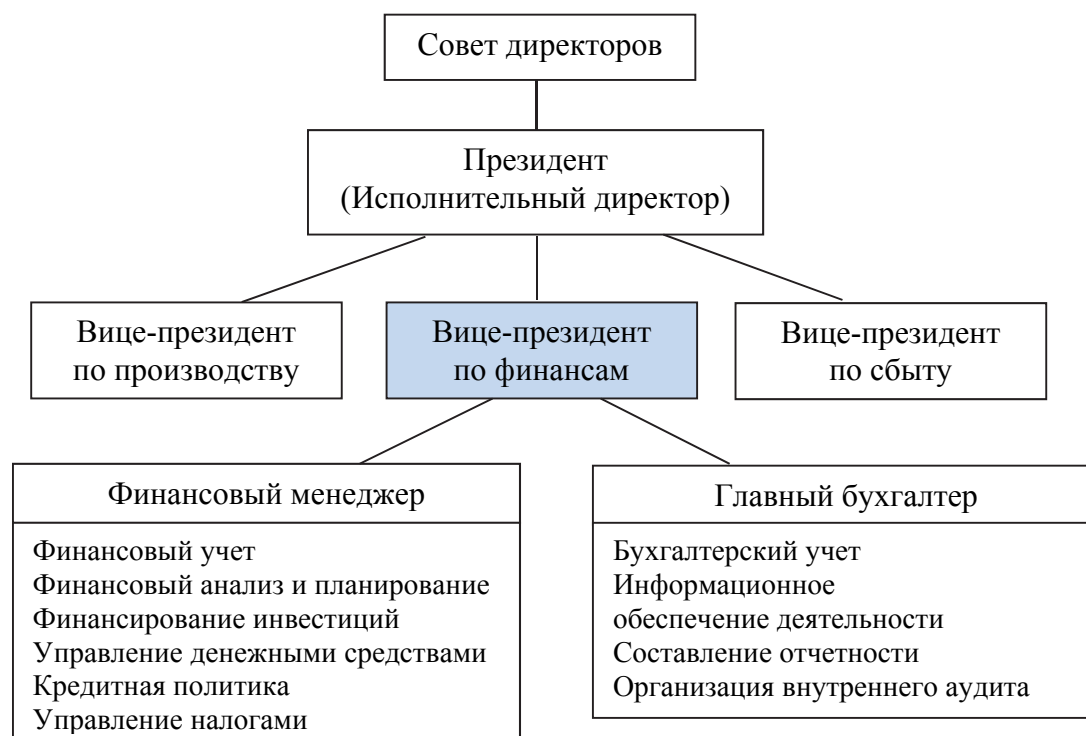 Совет директоров
Президент
(Исполнительный директор)
Вице-президент
по производству
Вице-президент
по финансам
Вице-президент
по сбыту
Финансовый менеджер
Финансовый учет
Финансовый анализ и планирование
Финансирование инвестиций
Управление денежными средствами
Кредитная политика
Управление налогами
Главный бухгалтер
Бухгалтерский учет
Информационное
обеспечение деятельности
Составление отчетности
Организация внутреннего аудита